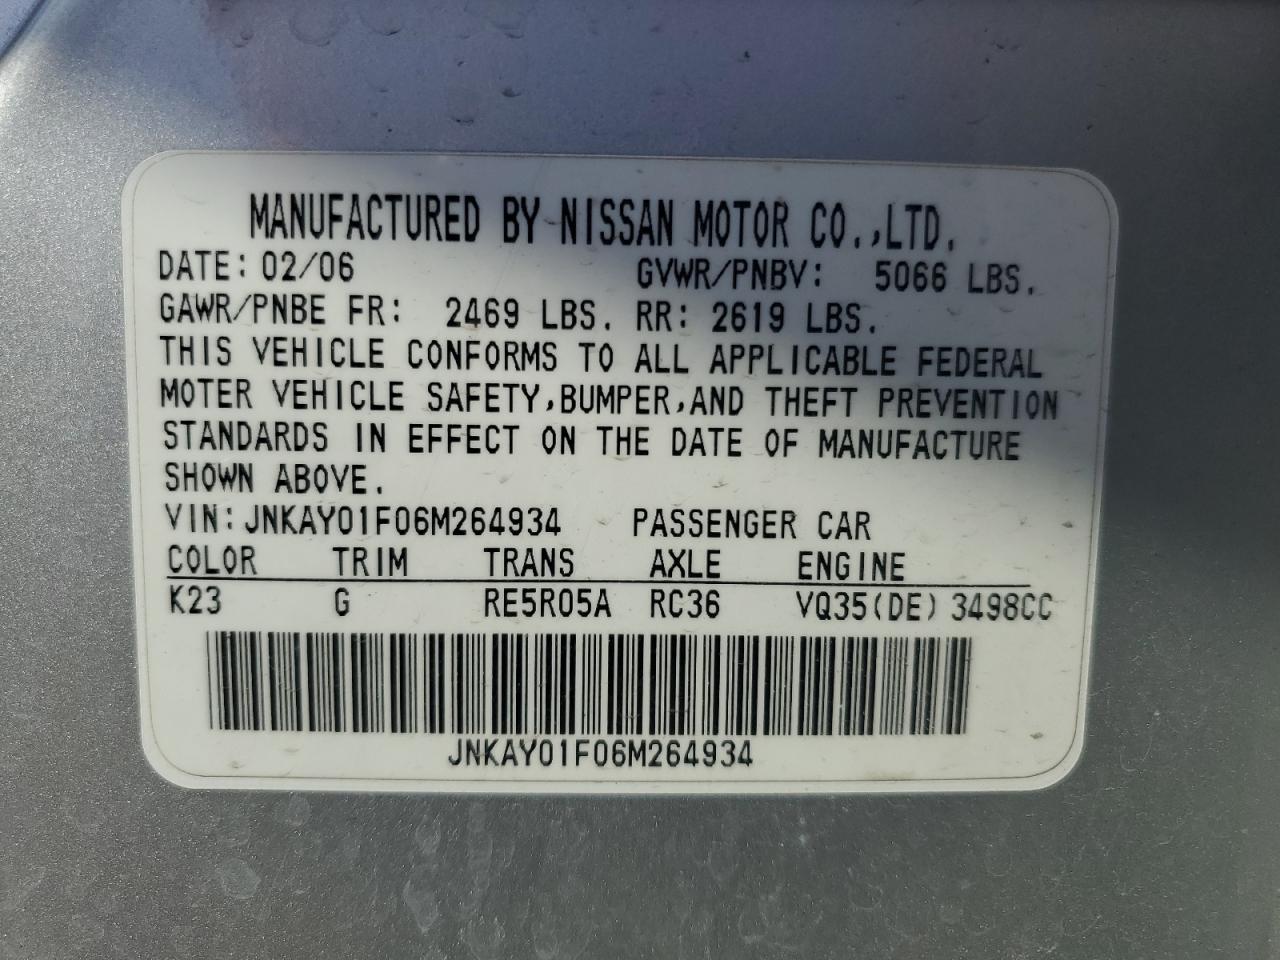 MANUFACTURED BY NISSAN MOTOR CO.,LTD.
DATE: 02/06 GVWR/PNBV: 5066 LBS.
GAWR/PNBE FR: 2469 LBS. RR: 2619 LBS.
THIS VEHICLE CONFORMS TO ALL APPLICABLE FEDERAL
MOTER VEHICLE SAFETY,BUMPER,AND THEFT PREVENTION
STANDARDS IN EFFECT ON THE DATE OF MANUFACTURE
SHOWN ABOVE.
VIN: JNKAY01F06M264934 PASSENGER CAR
COLOR TRIM TRANS AXLE ENGINE
K23 G RE5R05A RC36 VQ35(DE) 3498CC
JNKAY01F06M264934